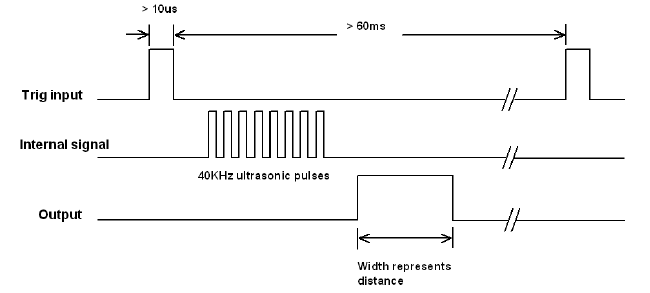 > 10us
> 60ms
Trig input
Internal signal
40KHz ultrasonic pulses
Output
Width represents
distance